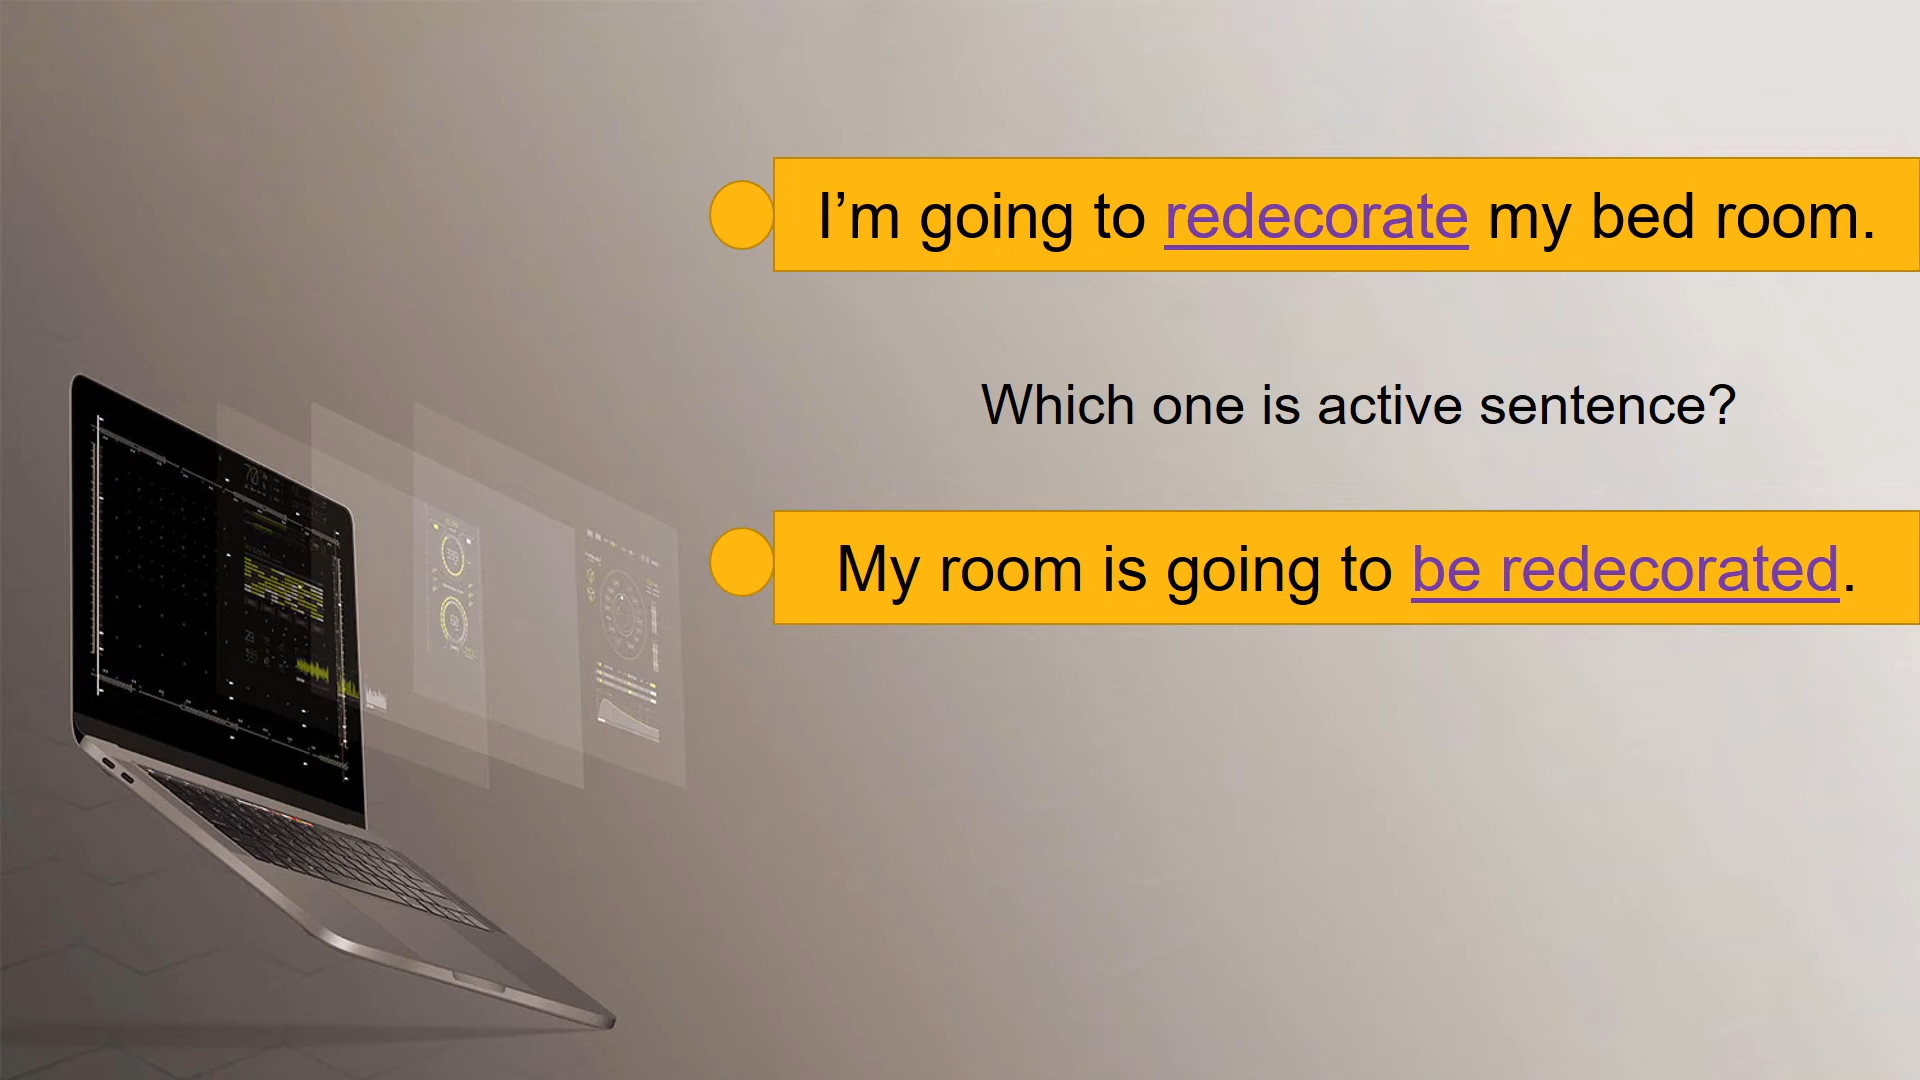 I’m going to redecorate my bed room.
Which one is active sentence?
My room is going to be redecorated.